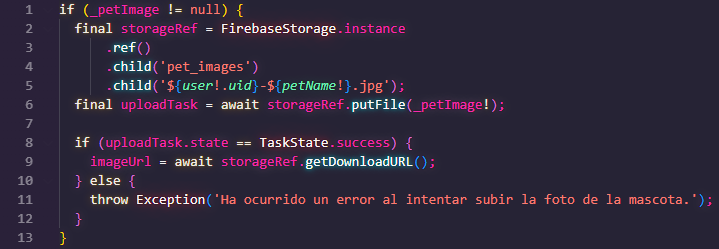 1 if (_petImage != null) {
2 final storageRef = FirebaseStorage.instance
3 .ref()
4 .child('pet_images')
5 .child('${user!.uid}-${petName!}.jpg');
6 final uploadTask = await storageRef.putFile(_petImage!);
7
8 if (uploadTask.state == TaskState.success) {
9 imageUrl = await storageRef.getDownloadURL();
10 } else {
11 throw Exception('Ha ocurrido un error al intentar subir la foto de la mascota.');
12 }
13 }